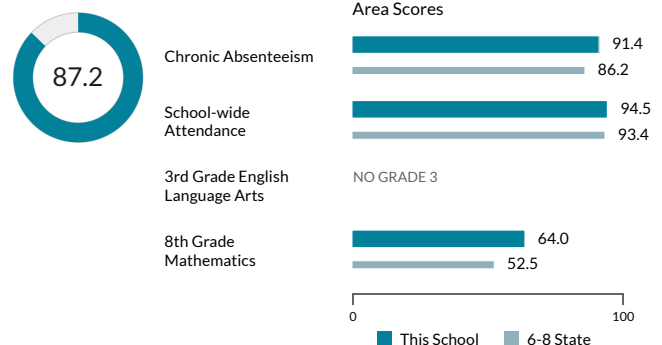 Area Scores
87.2
Chronic Absenteeism
91.4
86.2
School-wide
Attendance
94.5
93.4
3rd Grade English
Language Arts
NO GRADE 3
8th Grade
Mathematics
64.0
52.5
0
100
This School
6-8 State